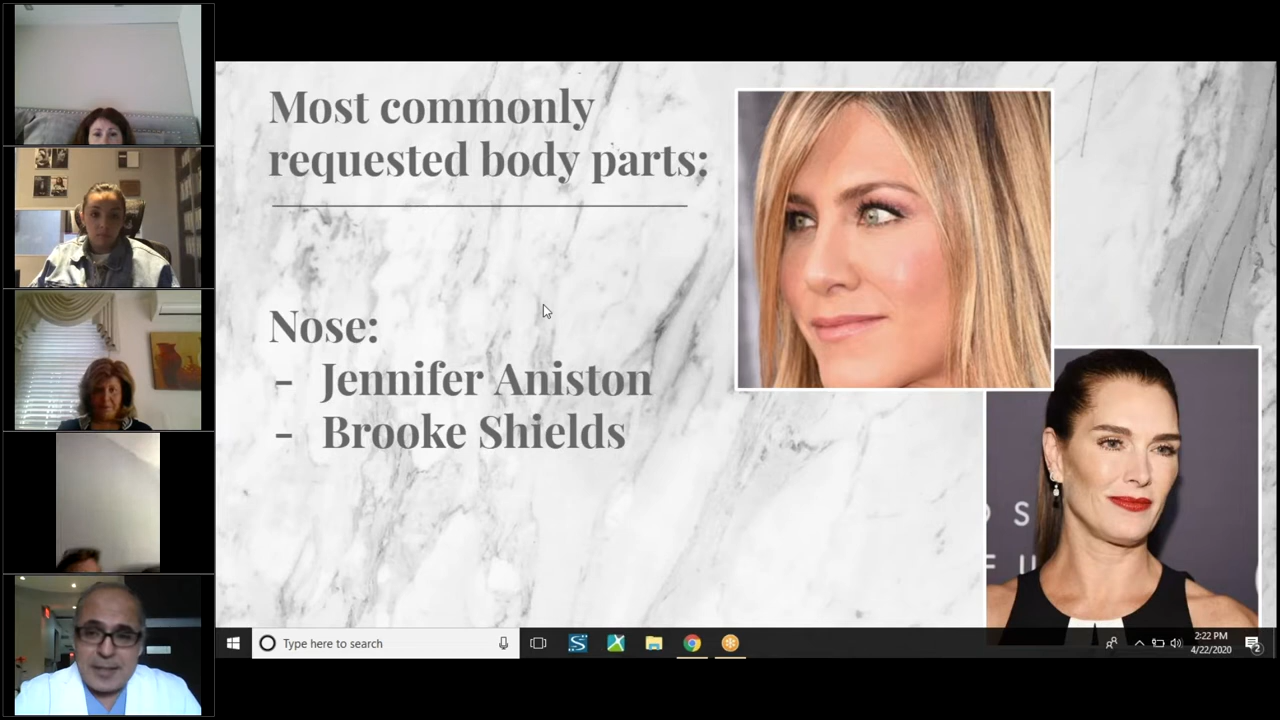 Most commonly
requested body parts:
Nose:
- Jennifer Aniston
- Brooke Shields
O S
F U
Type here to search
2:22 PM
4/22/2020
2